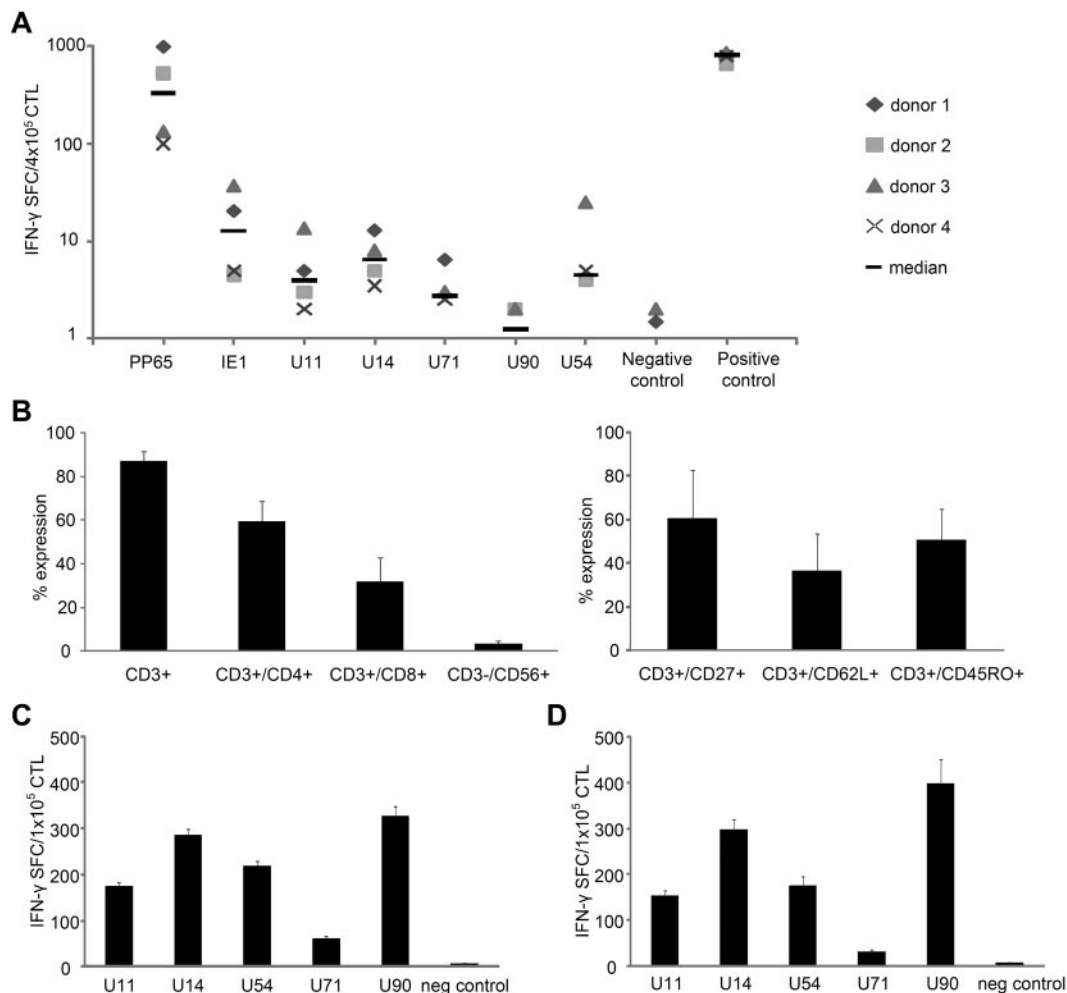 A
IFN-γ SFC/4x10⁵ CTL
1000
100
10
1
PP65 IE1 U11 U14 U71 U90 U54 Negative control Positive control
donor 1
donor 2
donor 3
donor 4
median
B
% expression
100
80
60
40
20
0
CD3+ CD3+/CD4+ CD3+/CD8+ CD3-/CD56+
% expression
100
80
60
40
20
0
CD3+/CD27+ CD3+/CD62L+ CD3+/CD45RO+
C
IFN-γ SFC/1x10⁵ CTL
500
400
300
200
100
0
U11 U14 U54 U71 U90 neg control
D
IFN-γ SFC/1x10⁵ CTL
500
400
300
200
100
0
U11 U14 U54 U71 U90 neg control